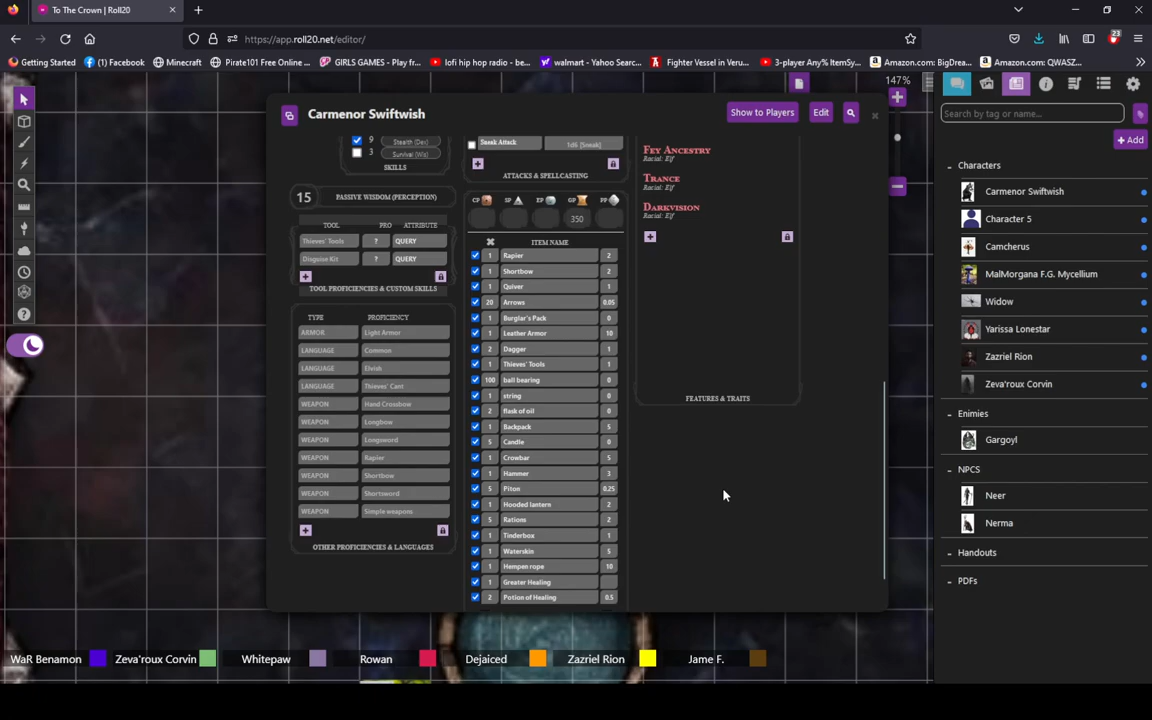 To The Crown | Roll20
https://app.roll20.net/editor/
23
Getting Started
(1) Facebook
Minecraft
Pirate101 Free Online ...
GIRLS GAMES - Play fr...
lofi hip hop radio - be...
walmart - Yahoo Searc...
Fighter Vessel in Veru...
3-player Any% ItemSy...
Amazon.com: BigDrea...
Amazon.com: QWASZ...
147%
Carmenor Swiftwish
Show to Players
Edit
9 Stealth (Dex)
3 Survival (Wis)
SKILLS
15 PASSIVE WISDOM (PERCEPTION)
TOOL PRO ATTRIBUTE
Thieves' Tools ? QUERY
Disguise Kit ? QUERY
TOOL PROFICIENCIES & CUSTOM SKILLS
TYPE PROFICIENCY
ARMOR Light Armor
LANGUAGE Common
LANGUAGE Elvish
LANGUAGE Thieves' Cant
WEAPON Hand Crossbow
WEAPON Longbow
WEAPON Longsword
WEAPON Rapier
WEAPON Shortbow
WEAPON Shortsword
WEAPON Simple weapons
OTHER PROFICIENCIES & LANGUAGES
Sneak Attack 1d6 [Sneak]
ATTACKS & SPELLCASTING
CP SP EP GP PP
350
ITEM NAME
1 Rapier 2
1 Shortbow 2
1 Quiver 1
20 Arrows 0.05
1 Burglar's Pack 0
1 Leather Armor 10
2 Dagger 1
1 Thieves' Tools 1
100 ball bearing 0
1 string 0
2 flask of oil 0
1 Backpack 5
5 Candle 0
1 Crowbar 5
1 Hammer 3
5 Piton 0.25
1 Hooded lantern 2
5 Rations 2
1 Tinderbox 1
1 Waterskin 5
1 Hempen rope 10
1 Greater Healing
2 Potion of Healing 0.5
Fey Ancestry
Racial: Elf
Trance
Racial: Elf
Darkvision
Racial: Elf
FEATURES & TRAITS
Search by tag or name...
+ Add
Characters
Carmenor Swiftwish
Character 5
Camcherus
MalMorgana F.G. Mycellium
Widow
Yarissa Lonestar
Zazriel Rion
Zeva'roux Corvin
Enimies
Gargoyl
NPCS
Neer
Nerma
Handouts
PDFs
WaR Benamon
Zeva'roux Corvin
Whitepaw
Rowan
Dejaiced
Zazriel Rion
Jame F.